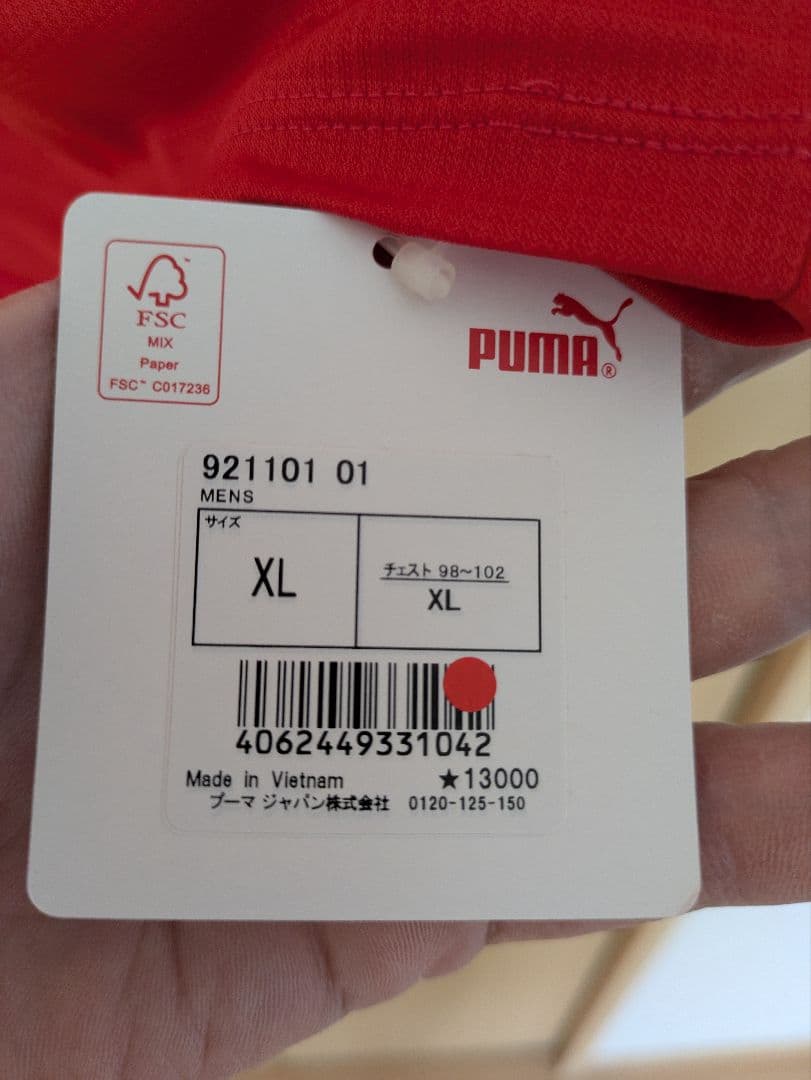 FSC
MIX
Paper
FSC™ C017236
PUMA®
921101 01
MENS
サイズ
XL
チェスト 98~102
XL
4062449331042
Made in Vietnam ★13000
プーマ ジャパン株式会社 0120-125-150